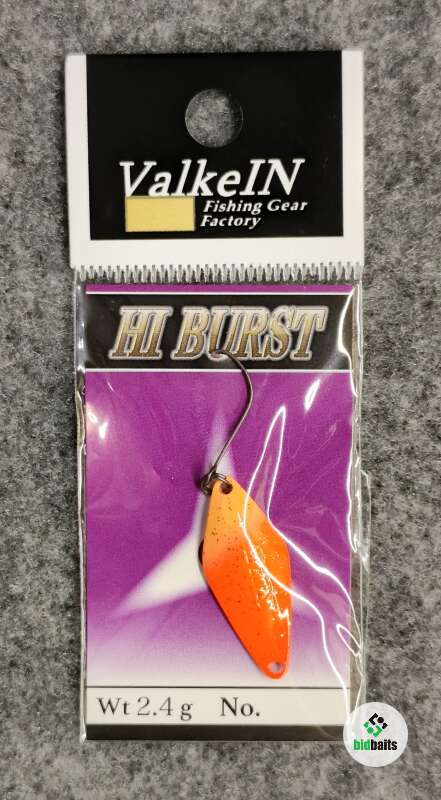 ValkeIN
Fishing Gear
Factory
HI BURST
Wt 2.4 g No.
bidbaits